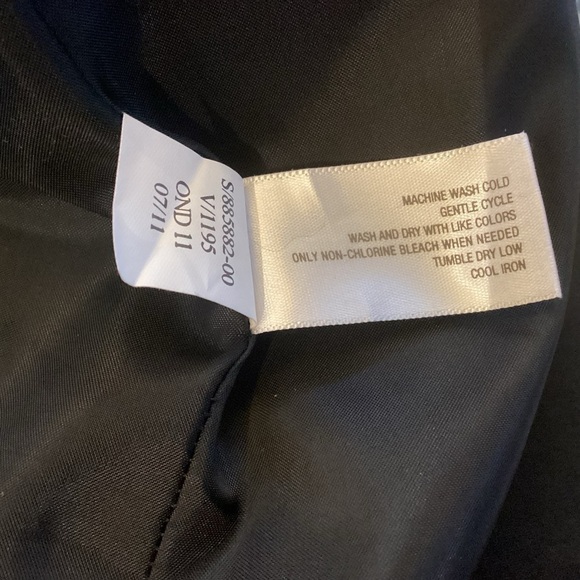 S/885882-00
V/1195
OND 11
07/11
MACHINE WASH COLD
GENTLE CYCLE
WASH AND DRY WITH LIKE COLORS
ONLY NON-CHLORINE BLEACH WHEN NEEDED
TUMBLE DRY LOW
COOL IRON